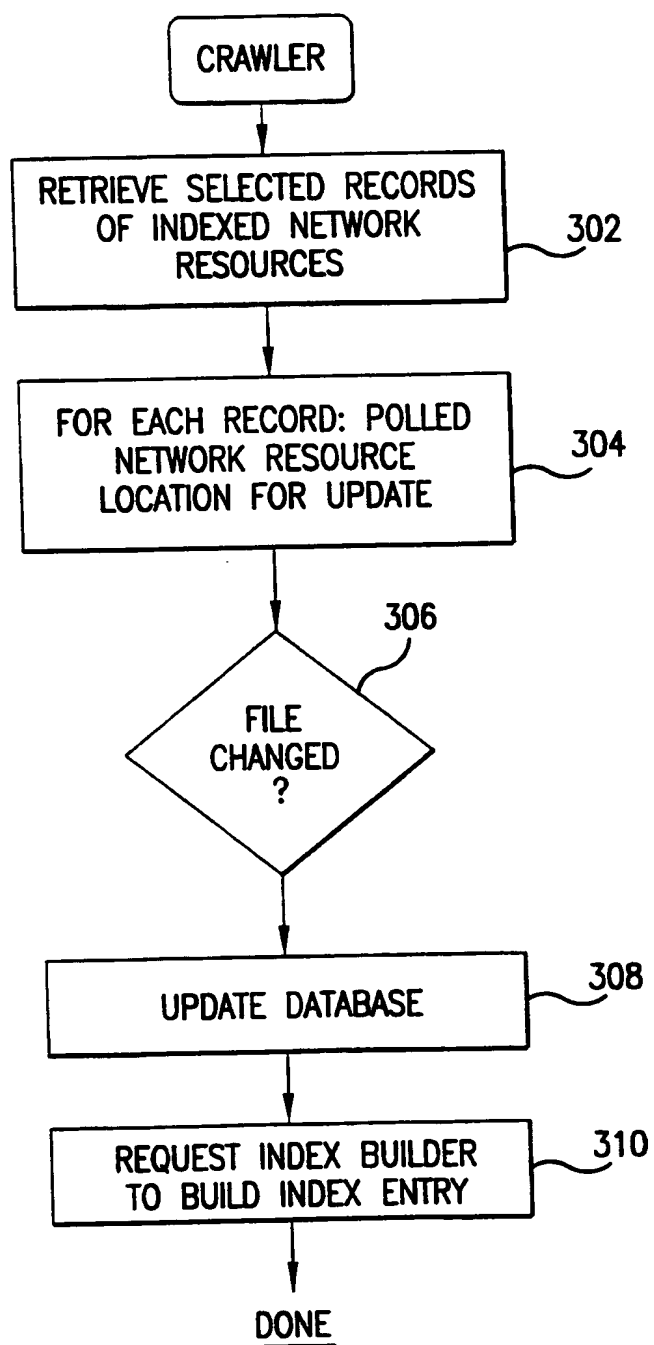 CRAWLER
RETRIEVE SELECTED RECORDS
OF INDEXED NETWORK
RESOURCES
302
FOR EACH RECORD: POLLED
NETWORK RESOURCE
LOCATION FOR UPDATE
304
306
FILE
CHANGED
?
UPDATE DATABASE
308
REQUEST INDEX BUILDER
TO BUILD INDEX ENTRY
310
DONE